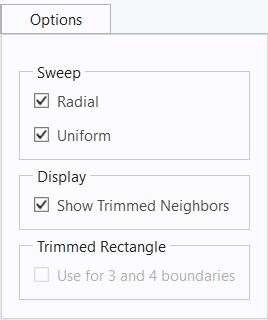 Options
Sweep
Radial
Uniform
Display
Show Trimmed Neighbors
Trimmed Rectangle
Use for 3 and 4 boundaries